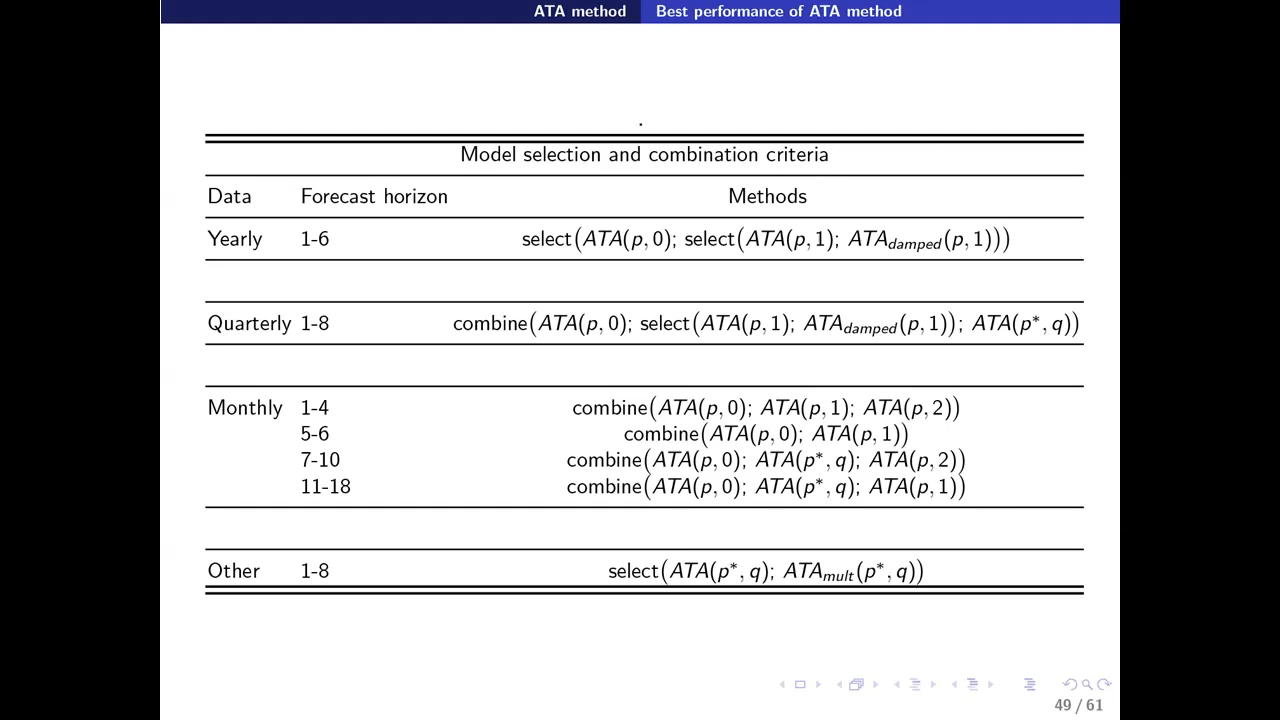 ATA method Best performance of ATA method
.
Model selection and combination criteria
Data Forecast horizon Methods
Yearly 1-6 select(ATA(p, 0); select(ATA(p, 1); ATA_damped(p, 1)))
Quarterly 1-8 combine(ATA(p, 0); select(ATA(p, 1); ATA_damped(p, 1)); ATA(p*, q))
Monthly 1-4 combine(ATA(p, 0); ATA(p, 1); ATA(p, 2))
5-6 combine(ATA(p, 0); ATA(p, 1))
7-10 combine(ATA(p, 0); ATA(p*, q); ATA(p, 2))
11-18 combine(ATA(p, 0); ATA(p*, q); ATA(p, 1))
Other 1-8 select(ATA(p*, q); ATA_mult(p*, q))
49 / 61